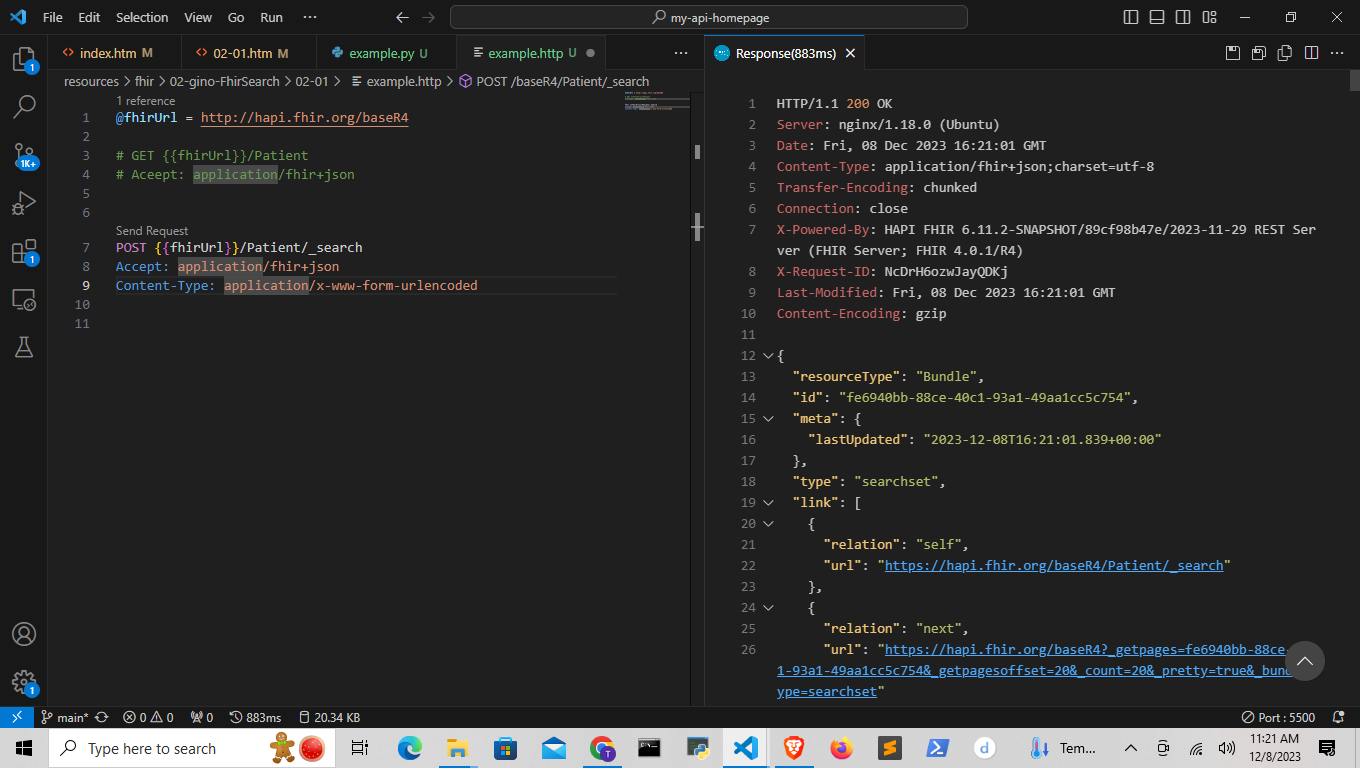 File Edit Selection View Go Run ··· my-api-homepage
index.htm M 02-01.htm M example.py U example.http U ···
resources > fhir > 02-gino-FhirSearch > 02-01 > example.http > POST /baseR4/Patient/_search
1 reference
1 @fhirUrl = http://hapi.fhir.org/baseR4
2
3 # GET {{fhirUrl}}/Patient
4 # Aceept: application/fhir+json
5
6
Send Request
7 POST {{fhirUrl}}/Patient/_search
8 Accept: application/fhir+json
9 Content-Type: application/x-www-form-urlencoded
10
11
Response(883ms)
1 HTTP/1.1 200 OK
2 Server: nginx/1.18.0 (Ubuntu)
3 Date: Fri, 08 Dec 2023 16:21:01 GMT
4 Content-Type: application/fhir+json;charset=utf-8
5 Transfer-Encoding: chunked
6 Connection: close
7 X-Powered-By: HAPI FHIR 6.11.2-SNAPSHOT/89cf98b47e/2023-11-29 REST Ser
ver (FHIR Server; FHIR 4.0.1/R4)
8 X-Request-ID: NcDrH6ozwJayQDKj
9 Last-Modified: Fri, 08 Dec 2023 16:21:01 GMT
10 Content-Encoding: gzip
11
12 {
13 "resourceType": "Bundle",
14 "id": "fe6940bb-88ce-40c1-93a1-49aa1cc5c754",
15 "meta": {
16 "lastUpdated": "2023-12-08T16:21:01.839+00:00"
17 },
18 "type": "searchset",
19 "link": [
20 {
21 "relation": "self",
22 "url": "https://hapi.fhir.org/baseR4/Patient/_search"
23 },
24 {
25 "relation": "next",
26 "url": "https://hapi.fhir.org/baseR4?_getpages=fe6940bb-88ce-
1-93a1-49aa1cc5c754&_getpagesoffset=20&_count=20&_pretty=true&_bun
ype=searchset"
1
1K+
1
1
main* 0 0 0 883ms 20.34 KB Port : 5500
Type here to search T d Tem... 11:21 AM
12/8/2023